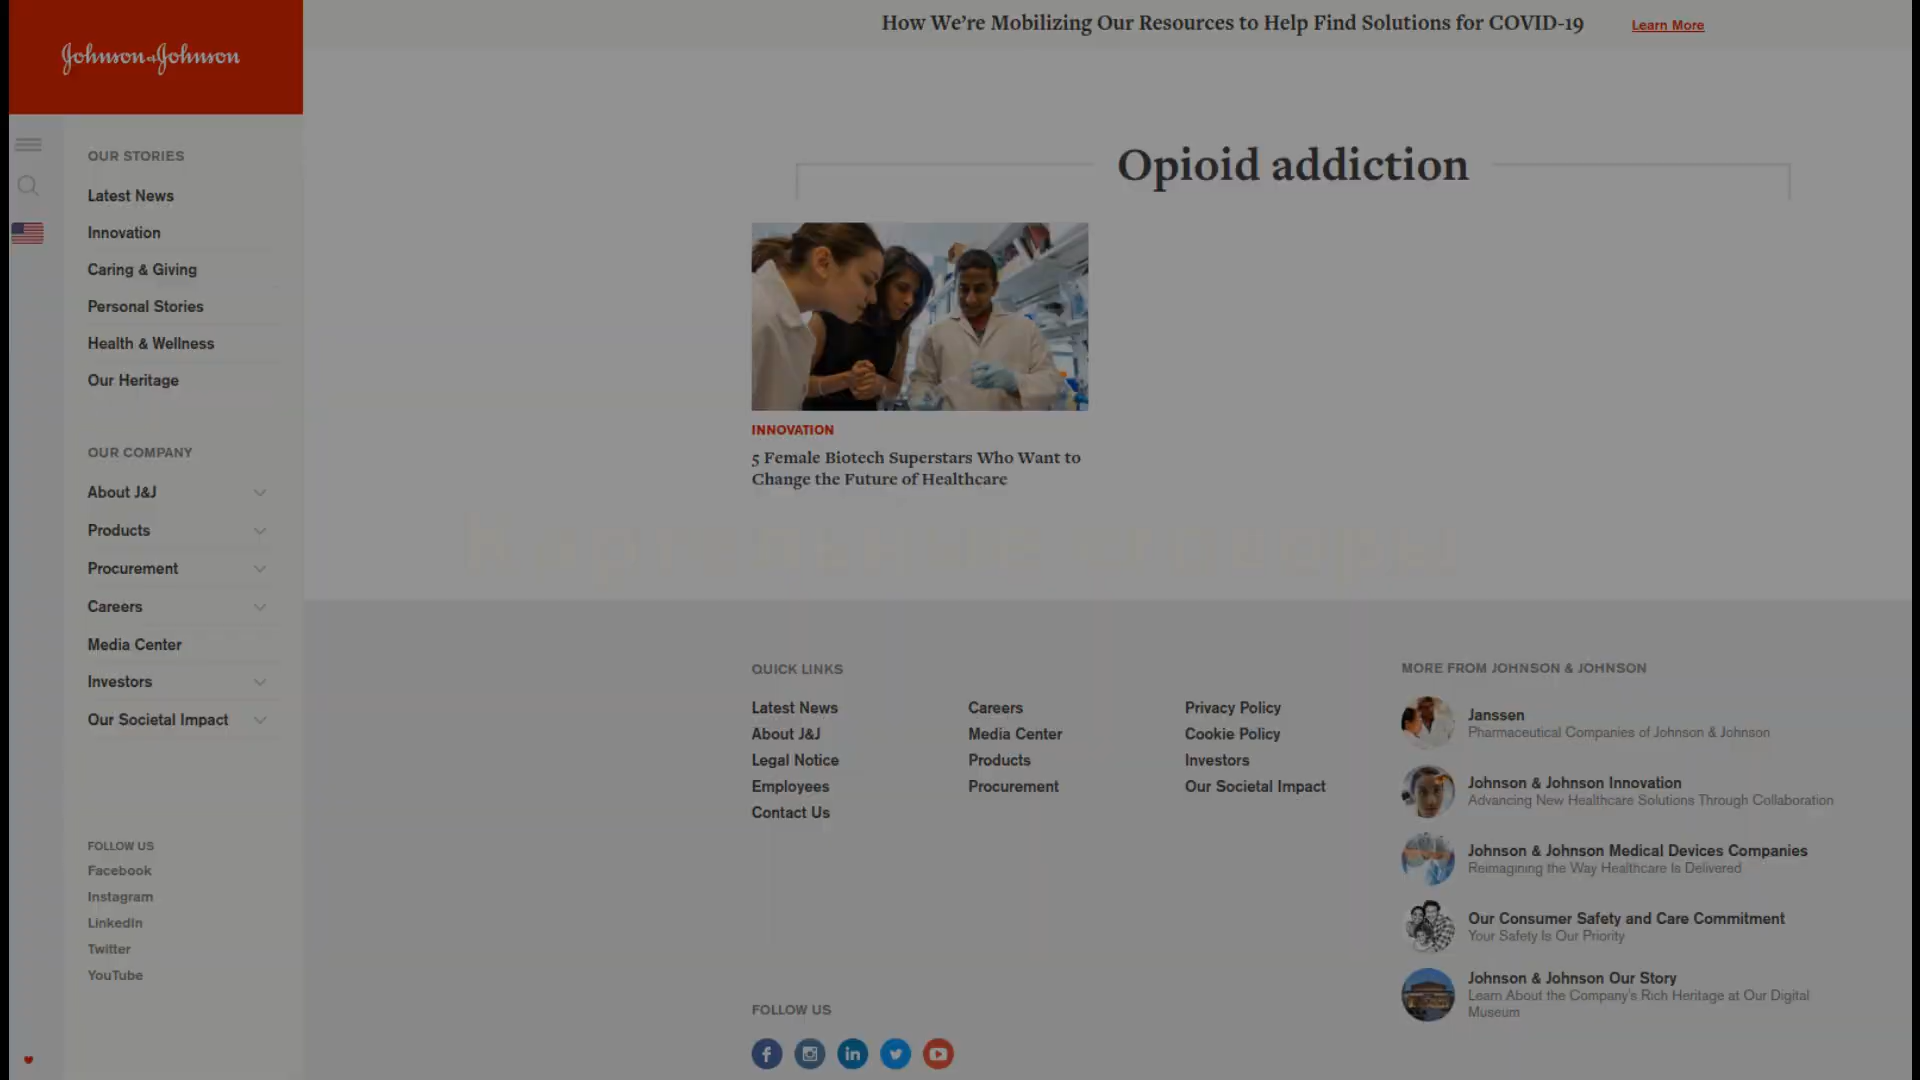 Johnson & Johnson
How We're Mobilizing Our Resources to Help Find Solutions for COVID-19
Learn More
OUR STORIES
Latest News
Innovation
Caring & Giving
Personal Stories
Health & Wellness
Our Heritage
OUR COMPANY
About J&J
Products
Procurement
Careers
Media Center
Investors
Our Societal Impact
FOLLOW US
Facebook
Instagram
LinkedIn
Twitter
YouTube
Opioid addiction
INNOVATION
5 Female Biotech Superstars Who Want to
Change the Future of Healthcare
QUICK LINKS
Latest News
About J&J
Legal Notice
Employees
Contact Us
Careers
Media Center
Products
Procurement
Privacy Policy
Cookie Policy
Investors
Our Societal Impact
MORE FROM JOHNSON & JOHNSON
Janssen
Pharmaceutical Companies of Johnson & Johnson
Johnson & Johnson Innovation
Advancing New Healthcare Solutions Through Collaboration
Johnson & Johnson Medical Devices Companies
Reimagining the Way Healthcare Is Delivered
Our Consumer Safety and Care Commitment
Your Safety Is Our Priority
Johnson & Johnson Our Story
Learn About the Company's Rich Heritage at Our Digital
Museum
FOLLOW US